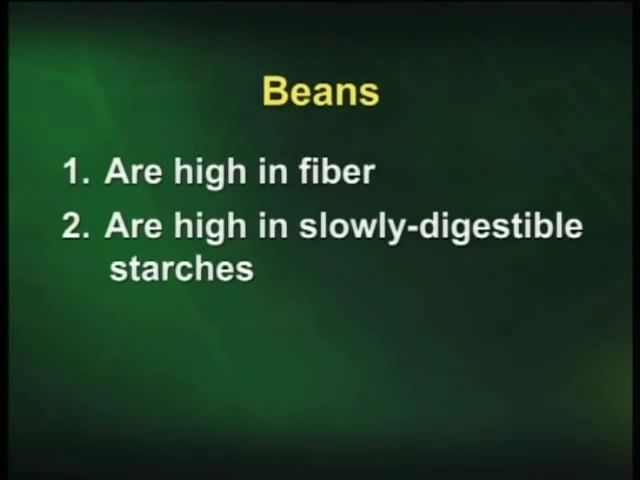 Beans
1. Are high in fiber
2. Are high in slowly-digestible
starches